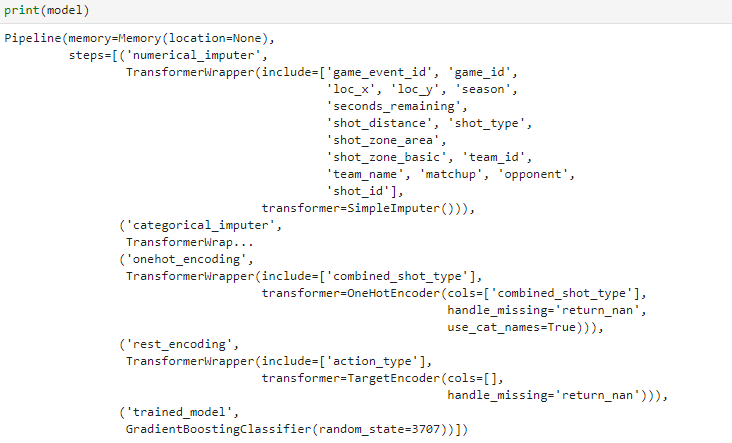 print(model)
Pipeline(memory=Memory(location=None),
         steps=[('numerical_imputer',
                 TransformerWrapper(include=['game_event_id', 'game_id',
                                             'loc_x', 'loc_y', 'season',
                                             'seconds_remaining',
                                             'shot_distance', 'shot_type',
                                             'shot_zone_area',
                                             'shot_zone_basic', 'team_id',
                                             'team_name', 'matchup', 'opponent',
                                             'shot_id'],
                                    transformer=SimpleImputer())),
                ('categorical_imputer',
                 TransformerWrap...
                ('onehot_encoding',
                 TransformerWrapper(include=['combined_shot_type'],
                                    transformer=OneHotEncoder(cols=['combined_shot_type'],
                                                              handle_missing='return_nan',
                                                              use_cat_names=True))),
                ('rest_encoding',
                 TransformerWrapper(include=['action_type'],
                                    transformer=TargetEncoder(cols=[],
                                                              handle_missing='return_nan'))),
                ('trained_model',
                 GradientBoostingClassifier(random_state=3707))])